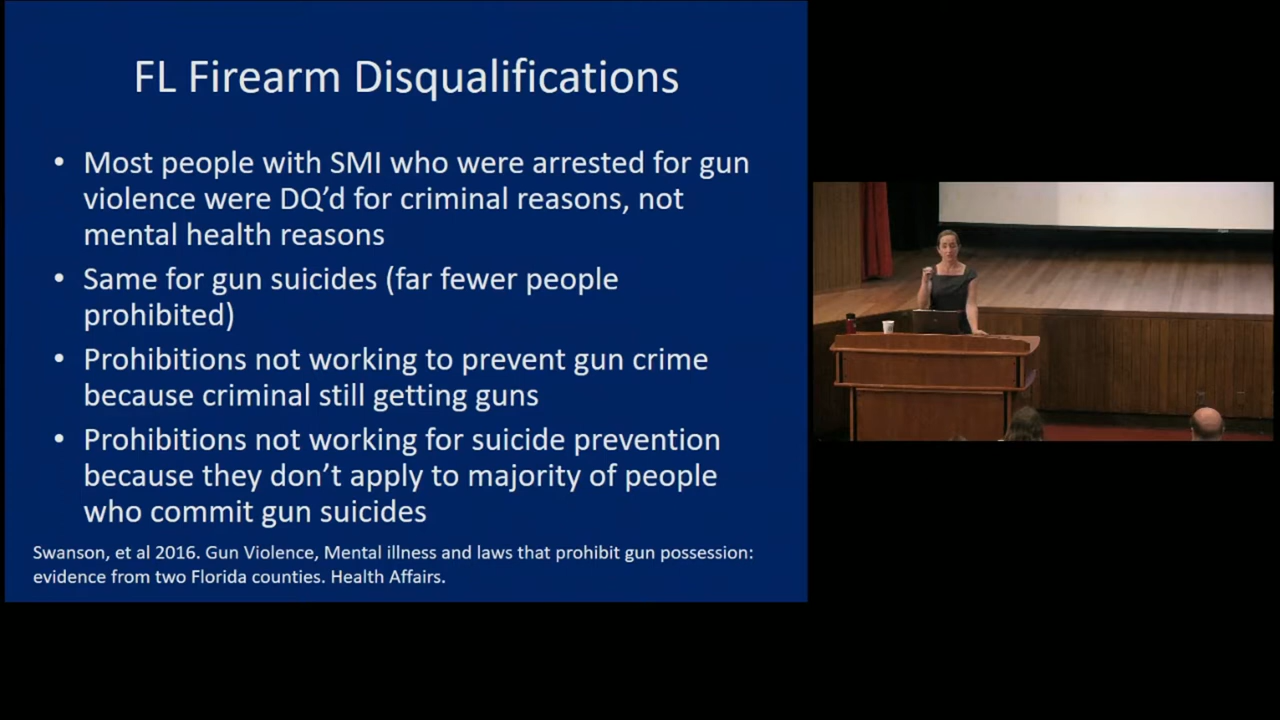 FL Firearm Disqualifications
• Most people with SMI who were arrested for gun
violence were DQ’d for criminal reasons, not
mental health reasons
• Same for gun suicides (far fewer people
prohibited)
• Prohibitions not working to prevent gun crime
because criminal still getting guns
• Prohibitions not working for suicide prevention
because they don’t apply to majority of people
who commit gun suicides
Swanson, et al 2016. Gun Violence, Mental illness and laws that prohibit gun possession:
evidence from two Florida counties. Health Affairs.